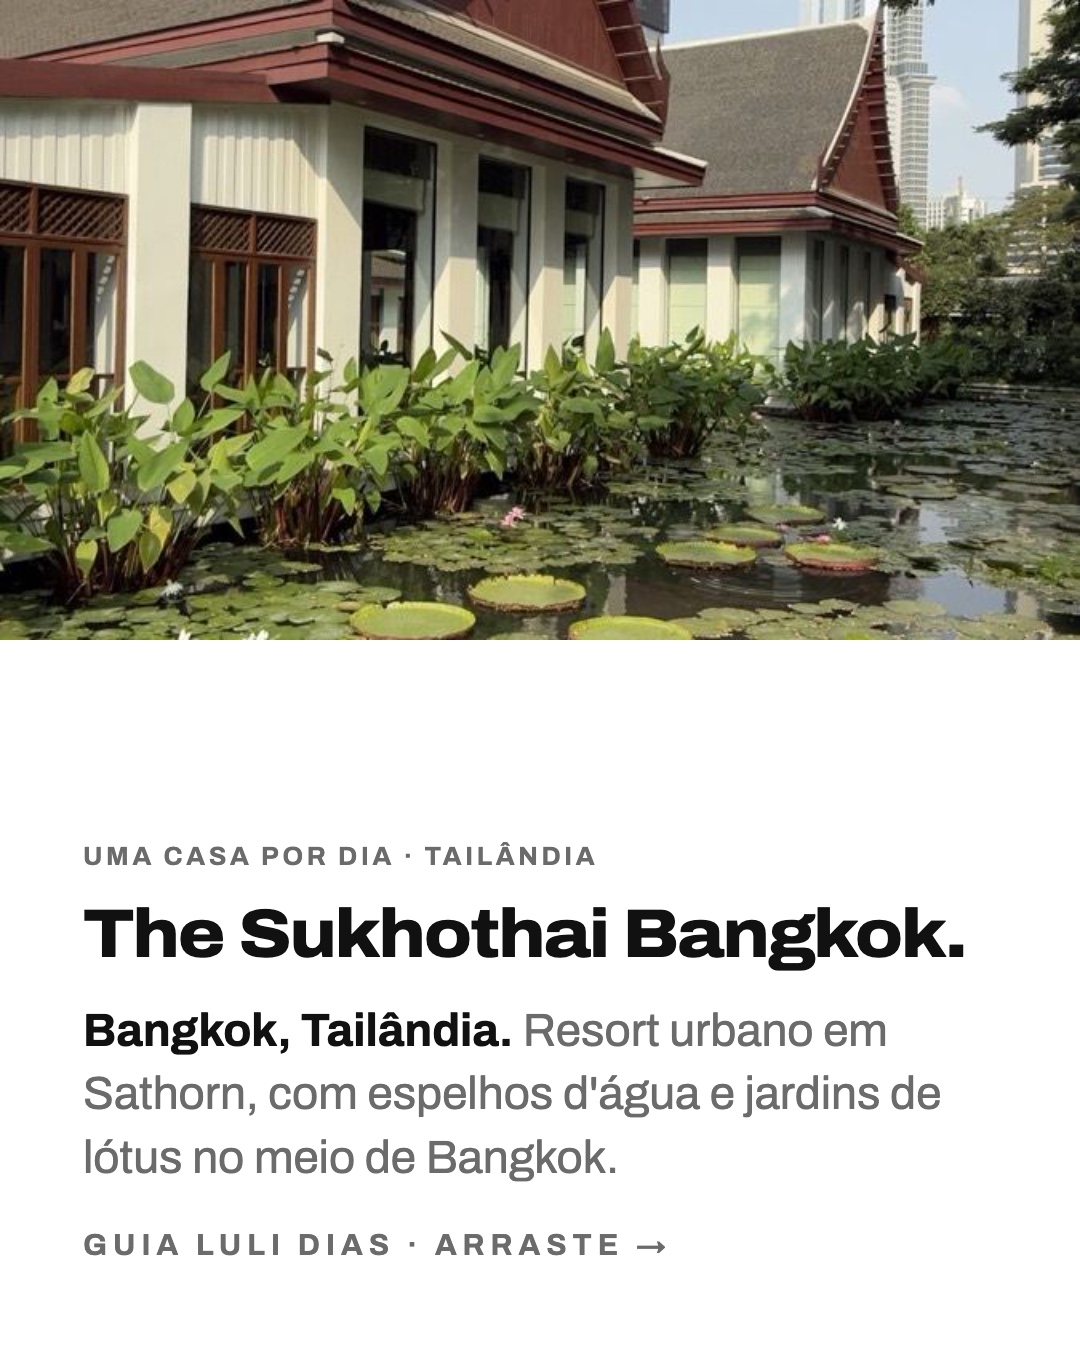 UMA CASA POR DIA · TAILÂNDIA
The Sukhothai Bangkok.
Bangkok, Tailândia. Resort urbano em
Sathorn, com espelhos d'água e jardins de
lótus no meio de Bangkok.
GUIA LULI DIAS · ARRASTE →